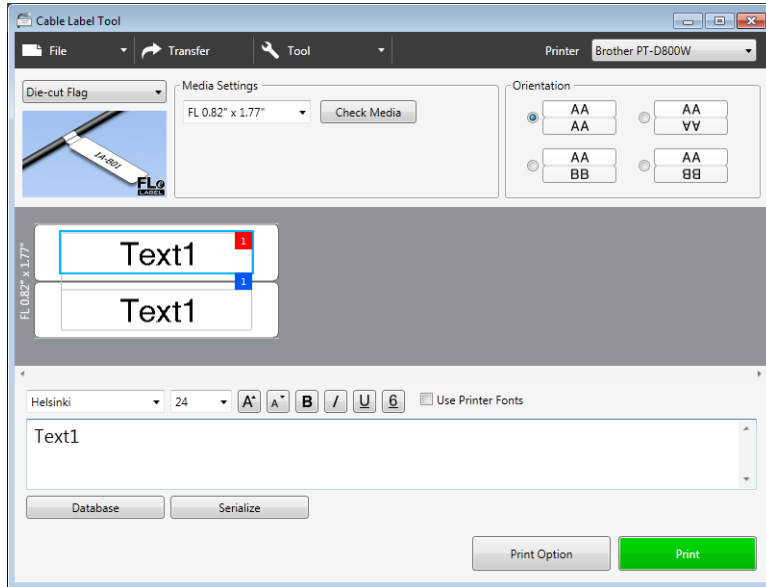 Cable Label Tool
File Transfer Tool Printer Brother PT-D800W
Die-cut Flag
Media Settings
FL 0.82" x 1.77" Check Media
Orientation
AA AA
AA ∀∀
AA AA
BB BB
1A-B01
FLe
LABEL
FL 0.82" x 1.77"
Text1 1
1
Text1
Helsinki 24 A A B I U 6 Use Printer Fonts
Text1
Database Serialize
Print Option Print